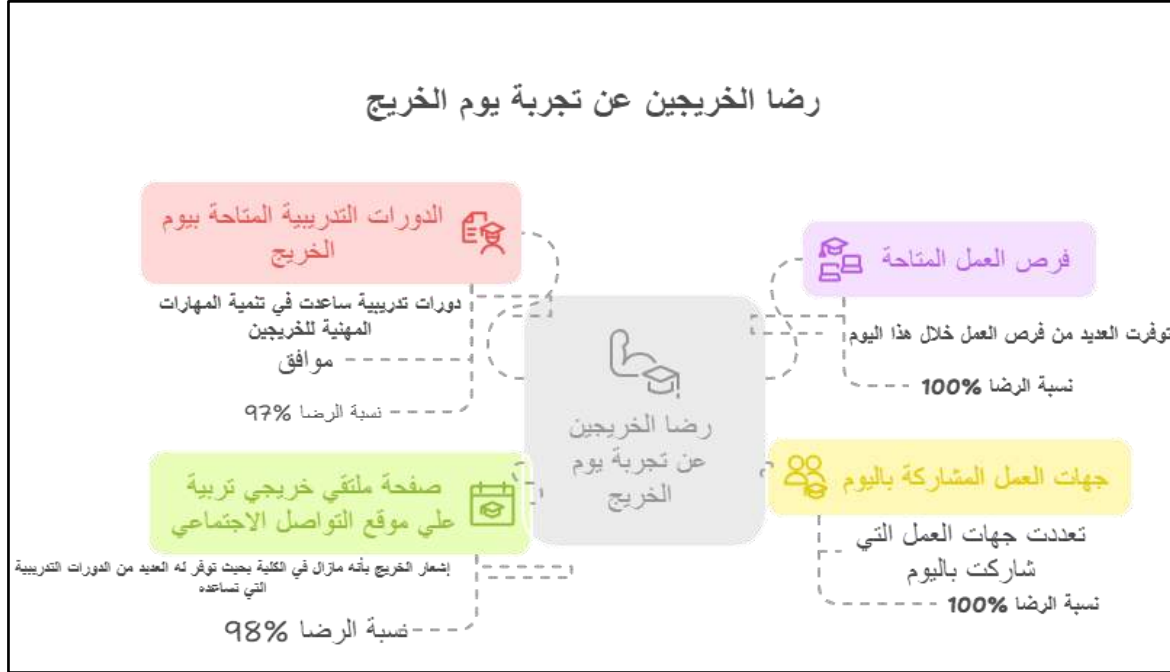 رضا الخريجين عن تجربة يوم الخريج
فرص العمل المتاحة
توفرت العديد من فرص العمل خلال هذا اليوم
نسبة الرضا 100%
جهات العمل المشاركة باليوم
تعددت جهات العمل التي
شاركت باليوم
نسبة الرضا 100%
رضا الخريجين
عن تجربة يوم
الخريج
الدورات التدريبية المتاحة بيوم
الخريج
دورات تدريبية ساعدت في تنمية المهارات
المهنية للخريجين
موافق
نسبة الرضا 97%
صفحة ملتقي خريجي تربية
علي موقع التواصل الاجتماعي
إشعار الخريج بأنه مازال في الكلية بحيث توفر له العديد من الدورات التدريبية
التي تساعده
نسبة الرضا 98%